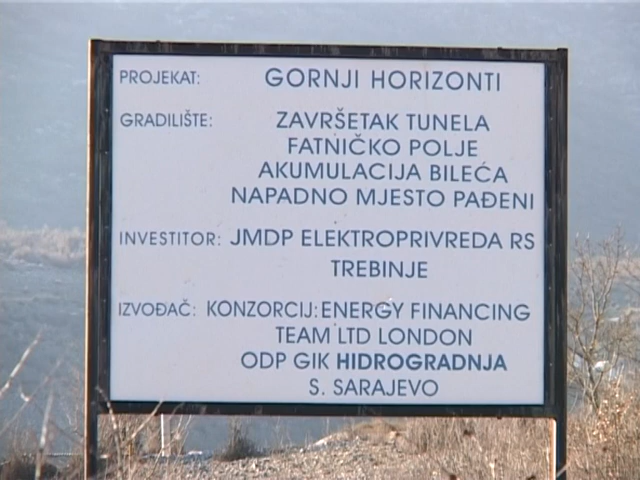 PROJEKAT: GORNJI HORIZONTI
GRADILIŠTE: ZAVRŠETAK TUNELA
FATNIČKO POLJE
AKUMULACIJA BILEĆA
NAPADNO MJESTO PAĐENI
INVESTITOR: JMDP ELEKTROPRIVREDA RS
TREBINJE
IZVOĐAČ: KONZORCIJ: ENERGY FINANCING
TEAM LTD LONDON
ODP GIK HIDROGRADNJA
S. SARAJEVO